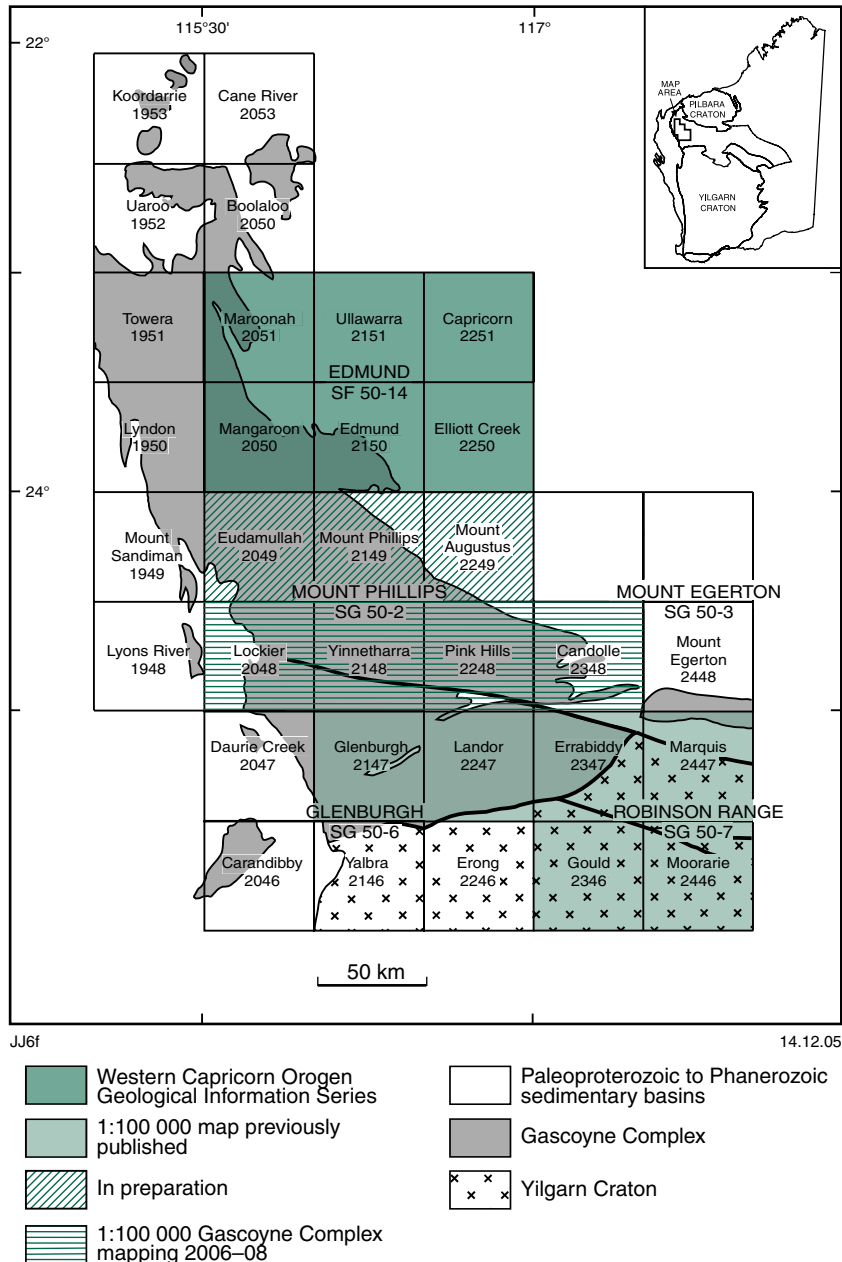 115°30'
117°
22°
24°
MAP
AREA
PILBARA
CRATON
YILGARN
CRATON
Koordarrie
1953
Cane River
2053
Uaroo
1952
Boolaloo
2050
Towera
1951
Maroonah
2051
Ullawarra
2151
Capricorn
2251
EDMUND
SF 50-14
Lyndon
1950
Mangaroon
2050
Edmund
2150
Elliott Creek
2250
Mount
Sandiman
1949
Eudamullah
2049
Mount Phillips
2149
Mount
Augustus
2249
MOUNT PHILLIPS
SG 50-2
MOUNT EGERTON
SG 50-3
Lyons River
1948
Lockier
2048
Yinnetharra
2148
Pink Hills
2248
Candolle
2348
Mount
Egerton
2448
Daurie Creek
2047
Glenburgh
2147
Landor
2247
Errabiddy
2347
Marquis
2447
GLENBURGH
SG 50-6
ROBINSON RANGE
SG 50-7
Carandibby
2046
Yalbra
2146
Erong
2246
Gould
2346
Moorarie
2446
50 km
JJ6f
14.12.05
Western Capricorn Orogen
Geological Information Series
1:100 000 map previously
published
In preparation
1:100 000 Gascoyne Complex
mapping 2006–08
Paleoproterozoic to Phanerozoic
sedimentary basins
Gascoyne Complex
Yilgarn Craton